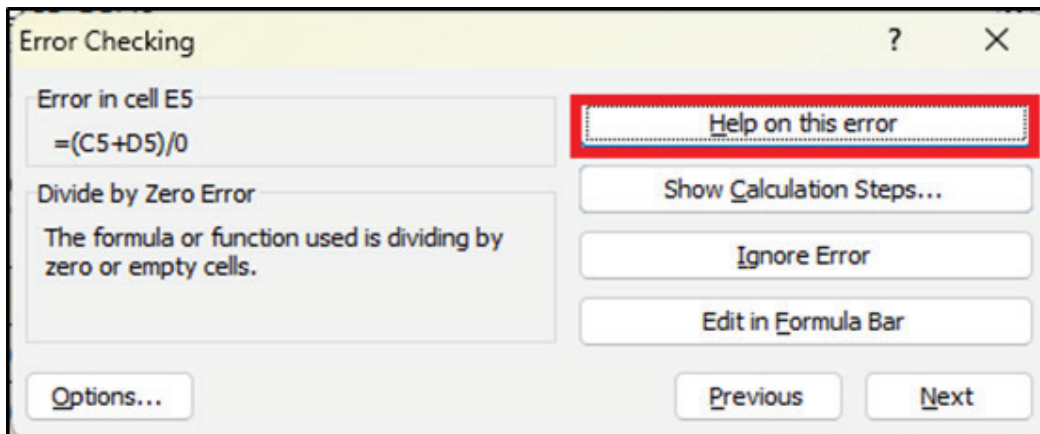 Error Checking
?
Error in cell E5
=(C5+D5)/0
Help on this error
Divide by Zero Error
The formula or function used is dividing by
zero or empty cells.
Show Calculation Steps...
Ignore Error
Edit in Formula Bar
Options...
Previous
Next